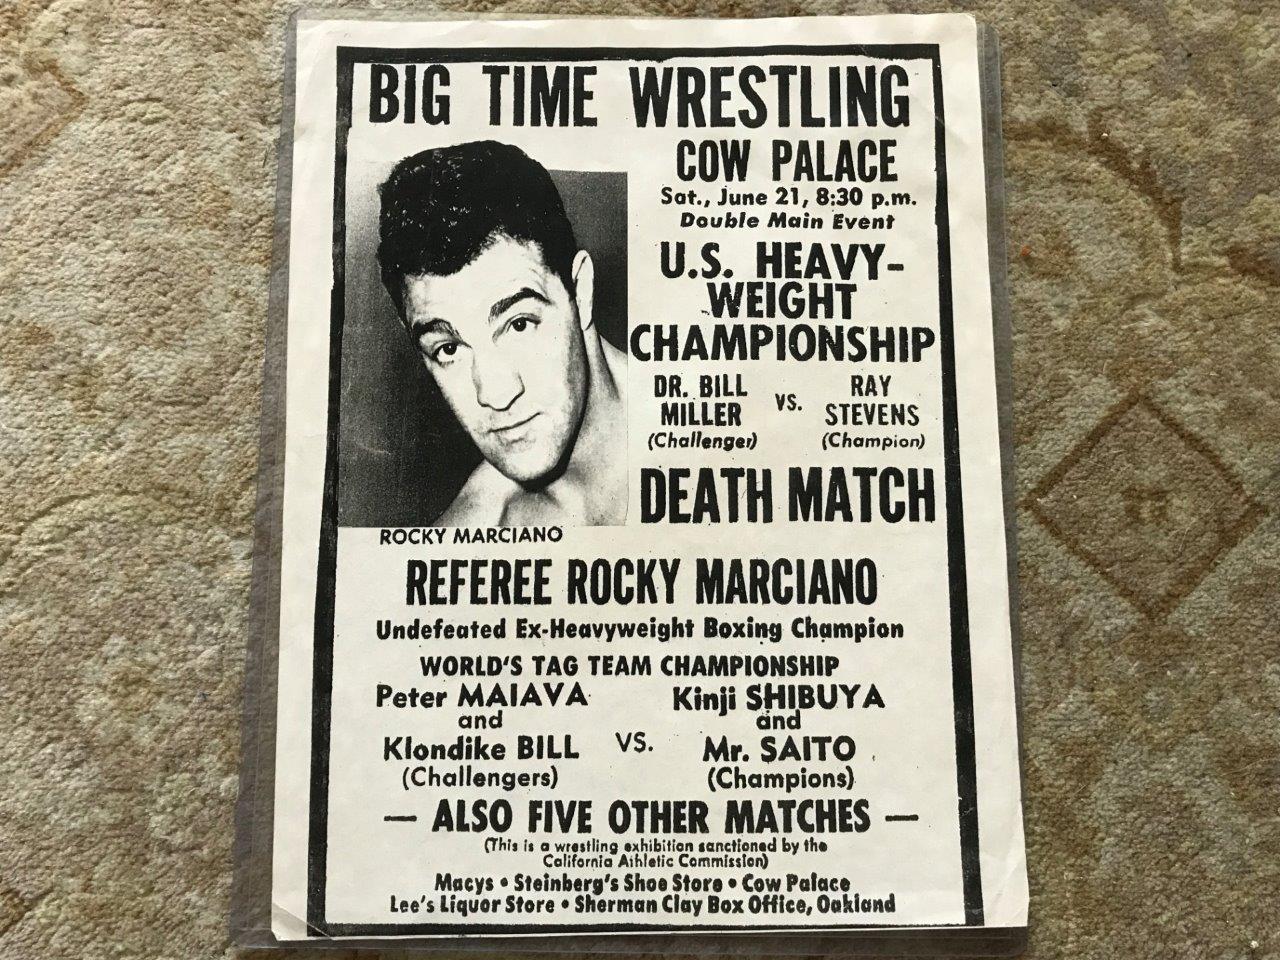 BIG TIME WRESTLING
COW PALACE
Sat., June 21, 8:30 p.m.
Double Main Event
U.S. HEAVY-
WEIGHT
CHAMPIONSHIP
DR. BILL MILLER (Challenger)
VS.
RAY STEVENS (Champion)
DEATH MATCH
ROCKY MARCIANO
REFEREE ROCKY MARCIANO
Undefeated Ex-Heavyweight Boxing Champion
WORLD'S TAG TEAM CHAMPIONSHIP
Peter MAIAVA
and
Klondike BILL
(Challengers)
VS.
Kinji SHIBUYA
and
Mr. SAITO
(Champions)
— ALSO FIVE OTHER MATCHES —
(This is a wrestling exhibition sanctioned by the
California Athletic Commission)
Macys • Steinberg's Shoe Store • Cow Palace
Lee's Liquor Store • Sherman Clay Box Office, Oakland